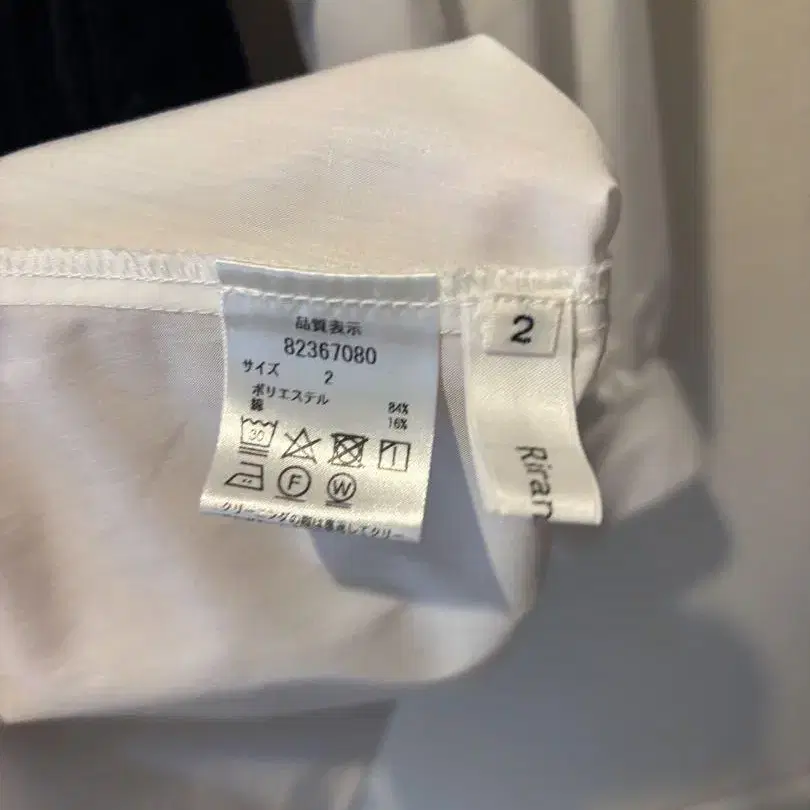 品質表示
82367080
サイズ 2
ポリエステル 84%
綿 16%
30
F W
2
Riran